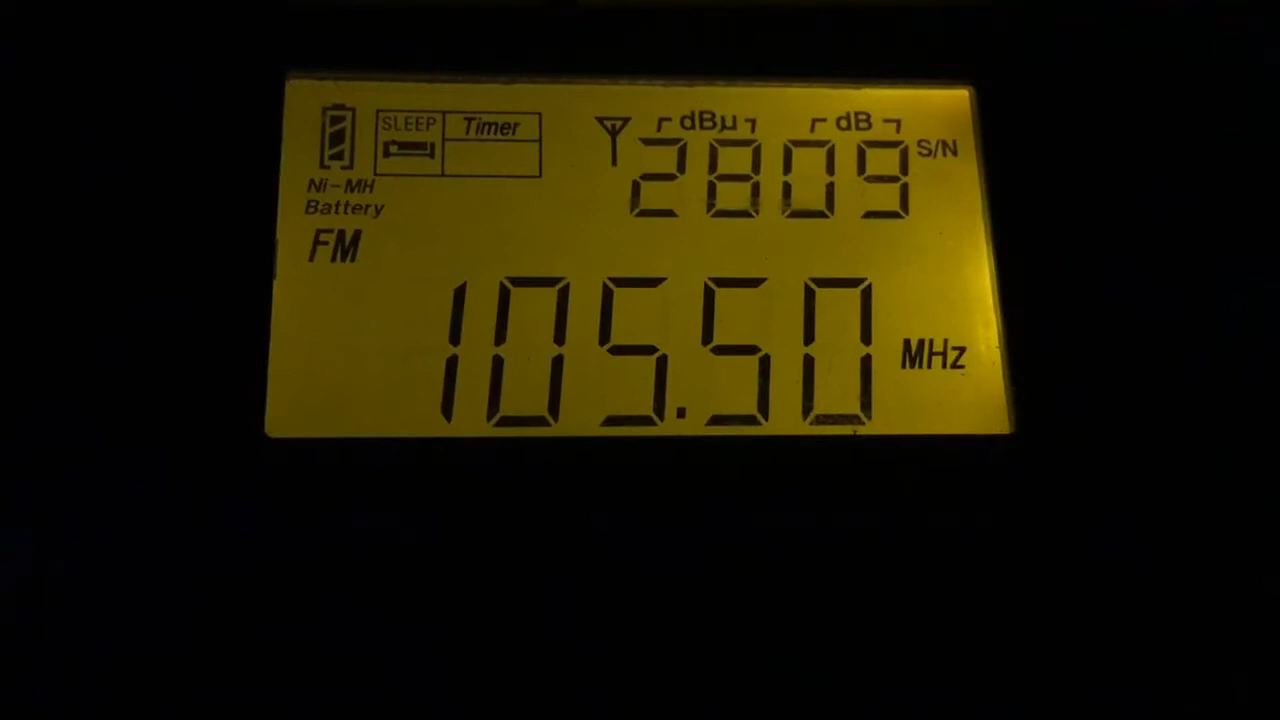 SLEEP Timer dBµ dB
2809 S/N
Ni-MH
Battery
FM
105.50 MHz